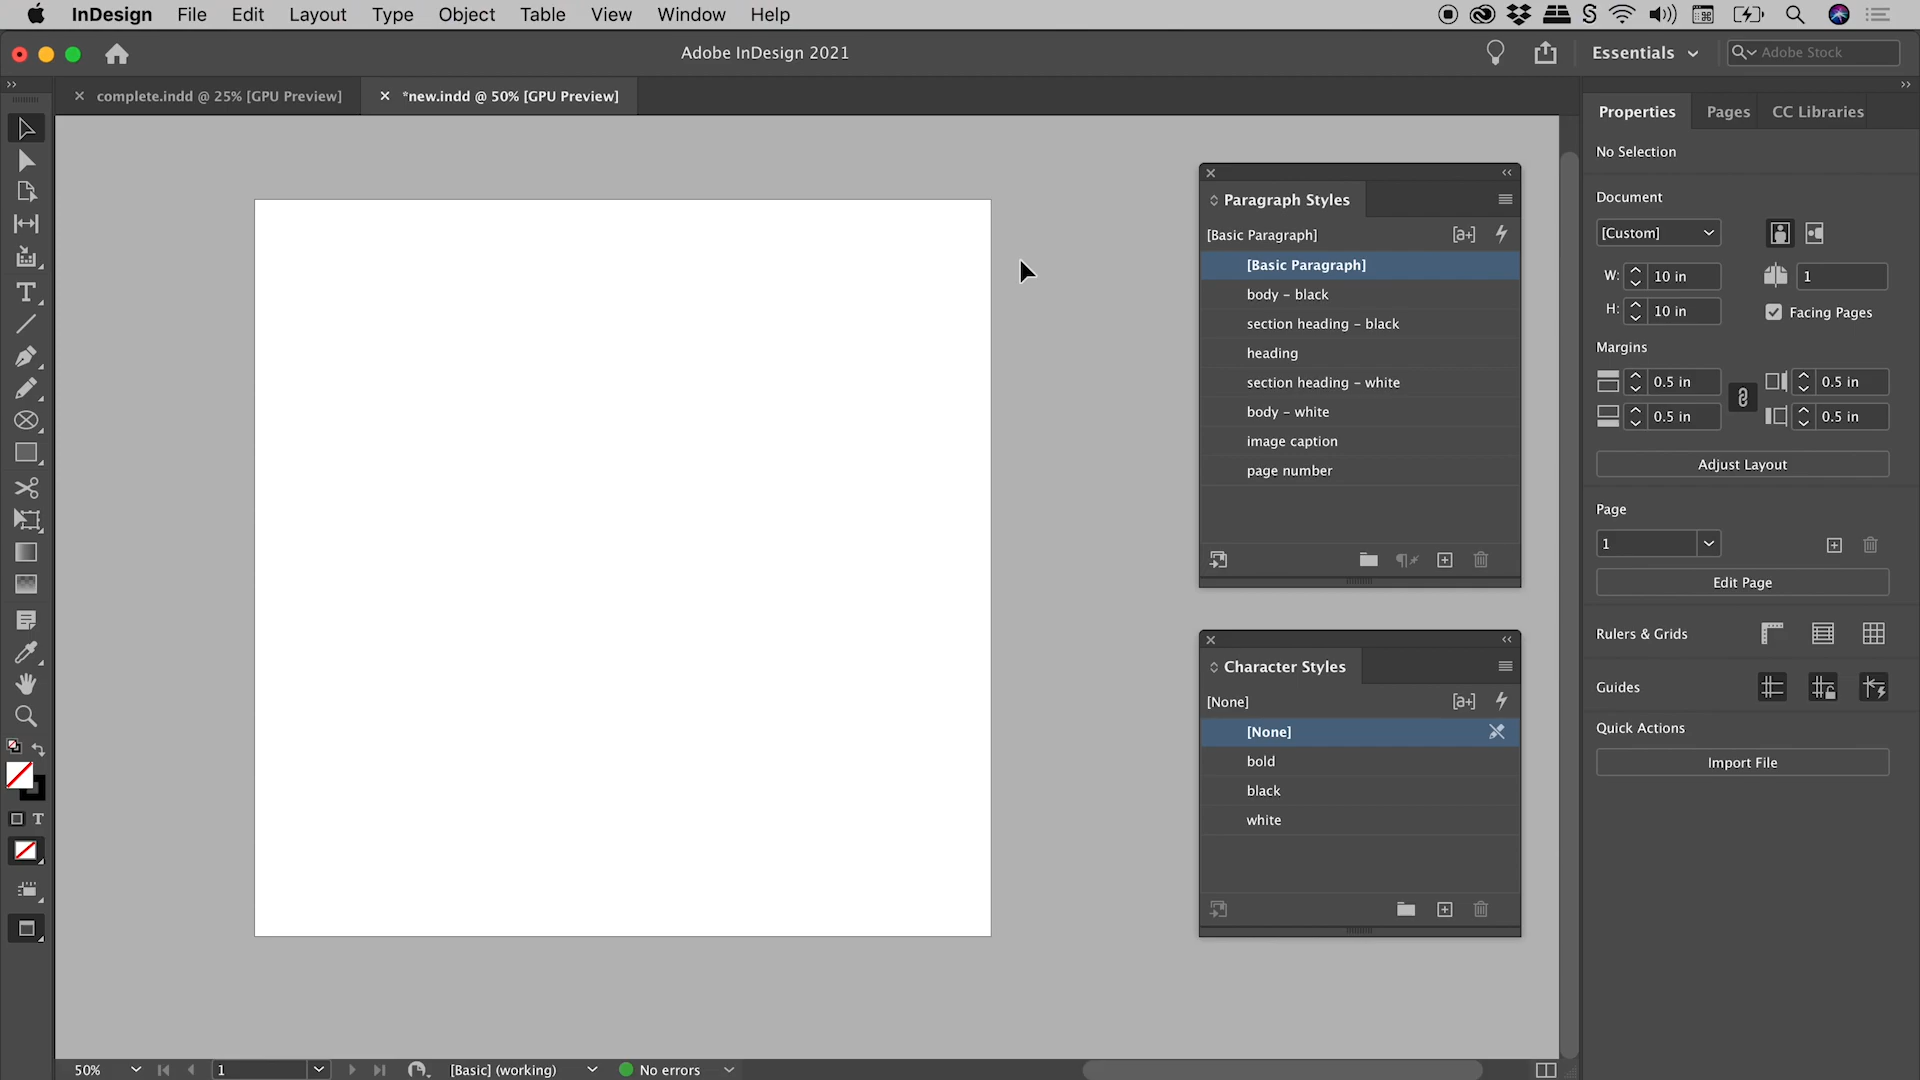 InDesign File Edit Layout Type Object Table View Window Help
Adobe InDesign 2021
Essentials
Adobe Stock
complete.indd @ 25% [GPU Preview]
*new.indd @ 50% [GPU Preview]
Paragraph Styles
[Basic Paragraph]
[a+]
[Basic Paragraph]
body – black
section heading – black
heading
section heading – white
body – white
image caption
page number
Character Styles
[None]
[a+]
[None]
bold
black
white
Properties Pages CC Libraries
No Selection
Document
[Custom]
W: 10 in
1
H: 10 in
Facing Pages
Margins
0.5 in 0.5 in
0.5 in 0.5 in
Adjust Layout
Page
1
Edit Page
Rulers & Grids
Guides
Quick Actions
Import File
50%
1
[Basic] (working)
No errors